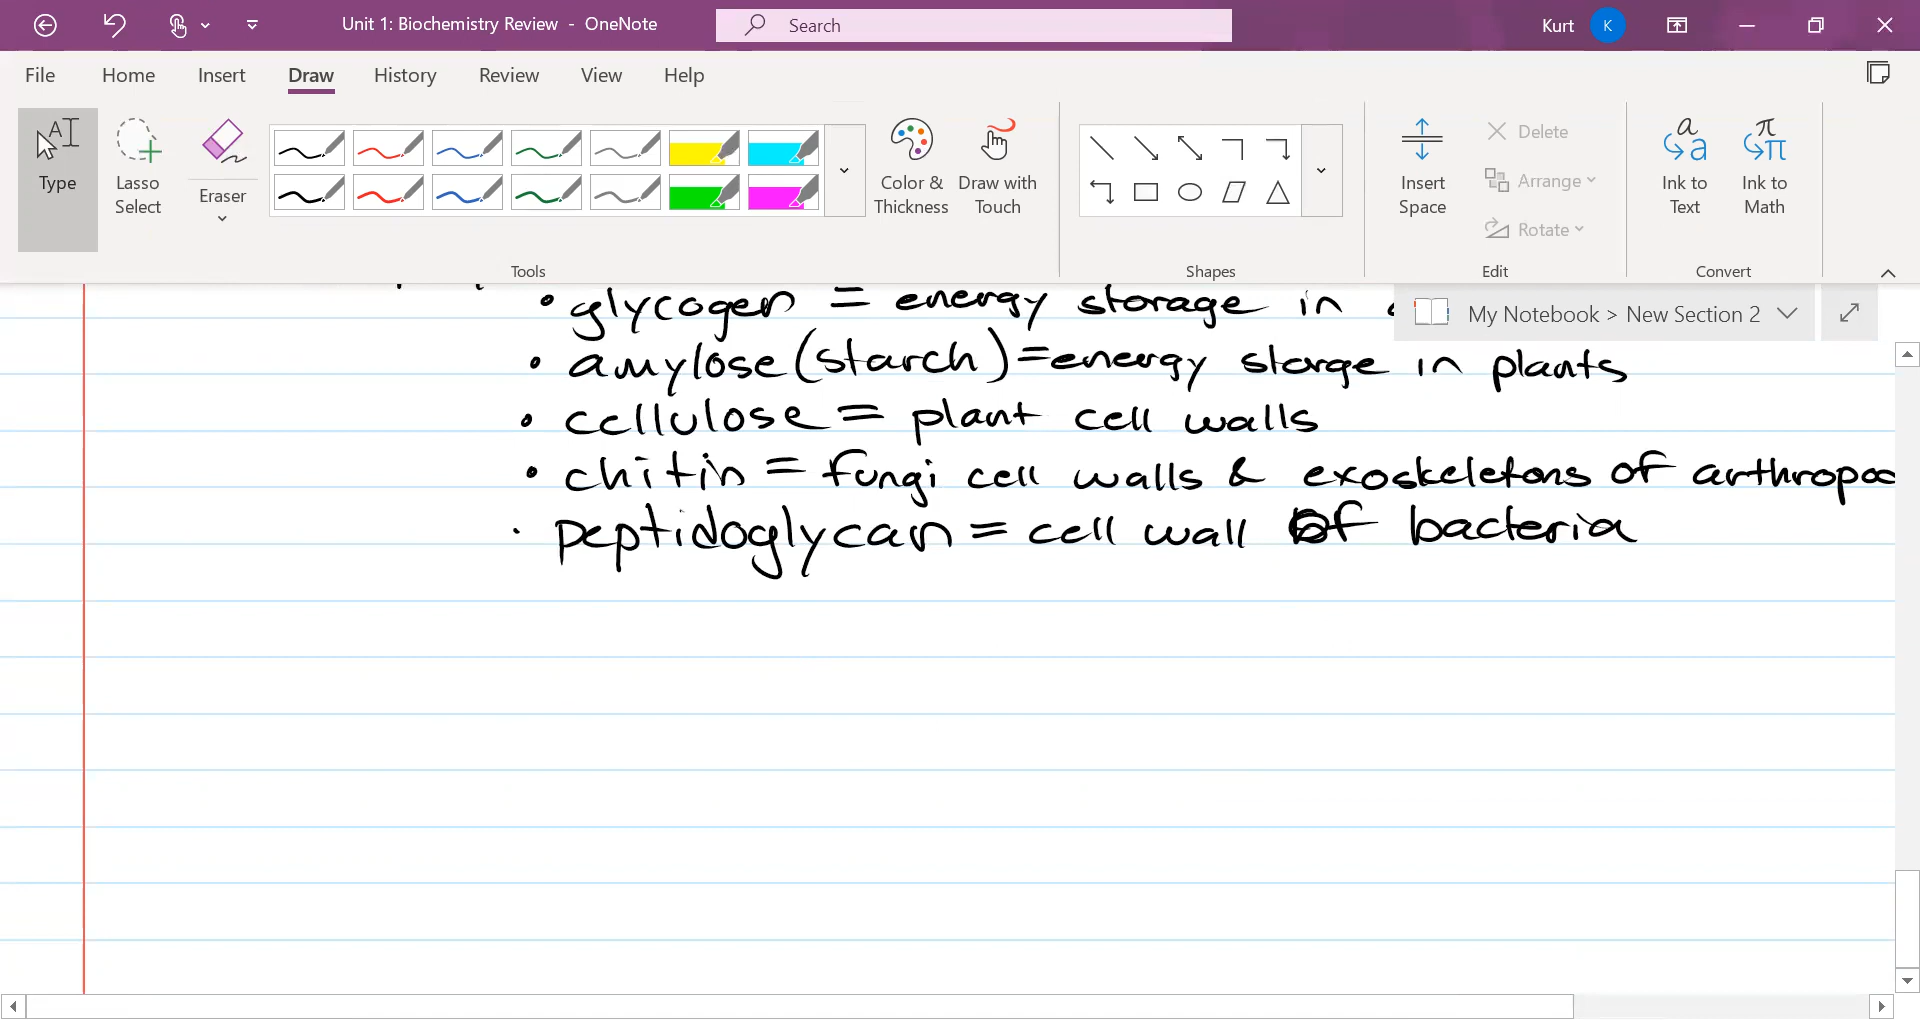 Unit 1: Biochemistry Review - OneNote
Search
Kurt
K
File Home Insert Draw History Review View Help
Type
Lasso Select
Eraser
Color & Thickness
Draw with Touch
Insert Space
Delete
Arrange
Rotate
Ink to Text
Ink to Math
Tools
Shapes
Edit
Convert
My Notebook > New Section 2
• glycogen = energy storage in
• amylose (starch) = energy storge in plants
• cellulose = plant cell walls
• chitin = fungi cell walls & exoskeletons of arthropod
• peptidoglycan = cell wall of bacteria